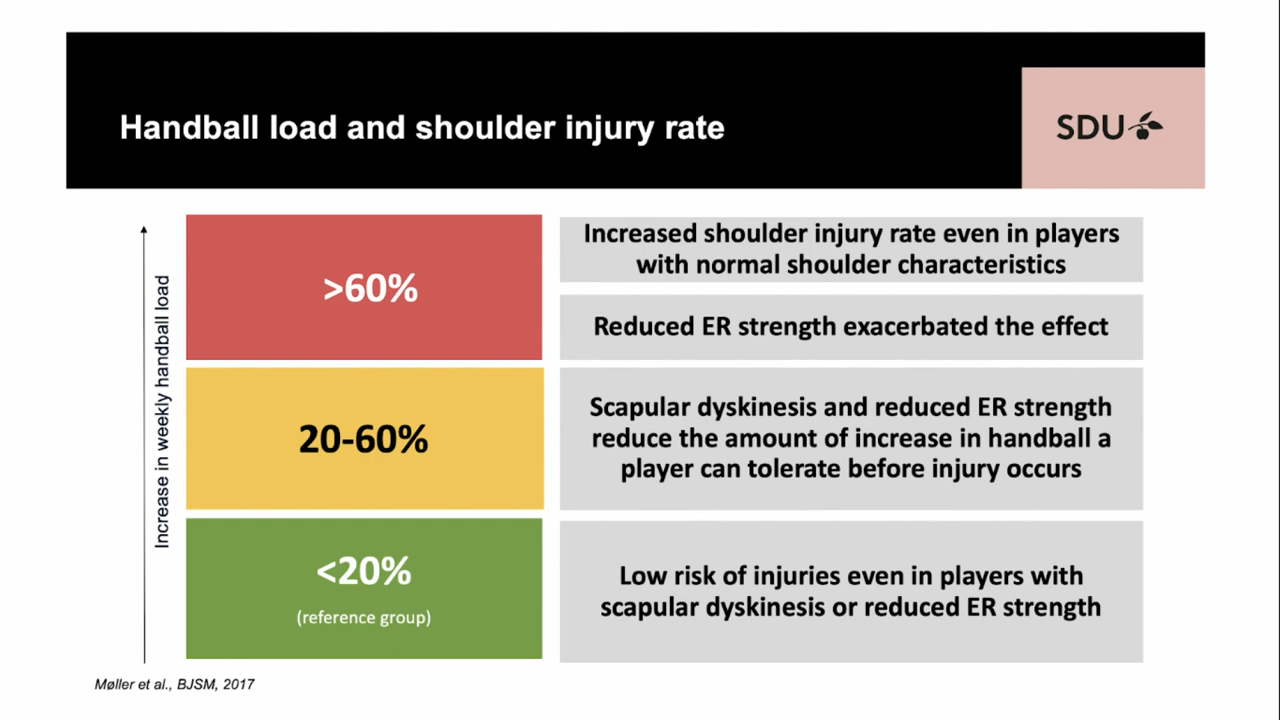 Handball load and shoulder injury rate
SDU
Increase in weekly handball load
>60%
Increased shoulder injury rate even in players
with normal shoulder characteristics
Reduced ER strength exacerbated the effect
20-60%
Scapular dyskinesis and reduced ER strength
reduce the amount of increase in handball a
player can tolerate before injury occurs
<20%
(reference group)
Low risk of injuries even in players with
scapular dyskinesis or reduced ER strength
Møller et al., BJSM, 2017